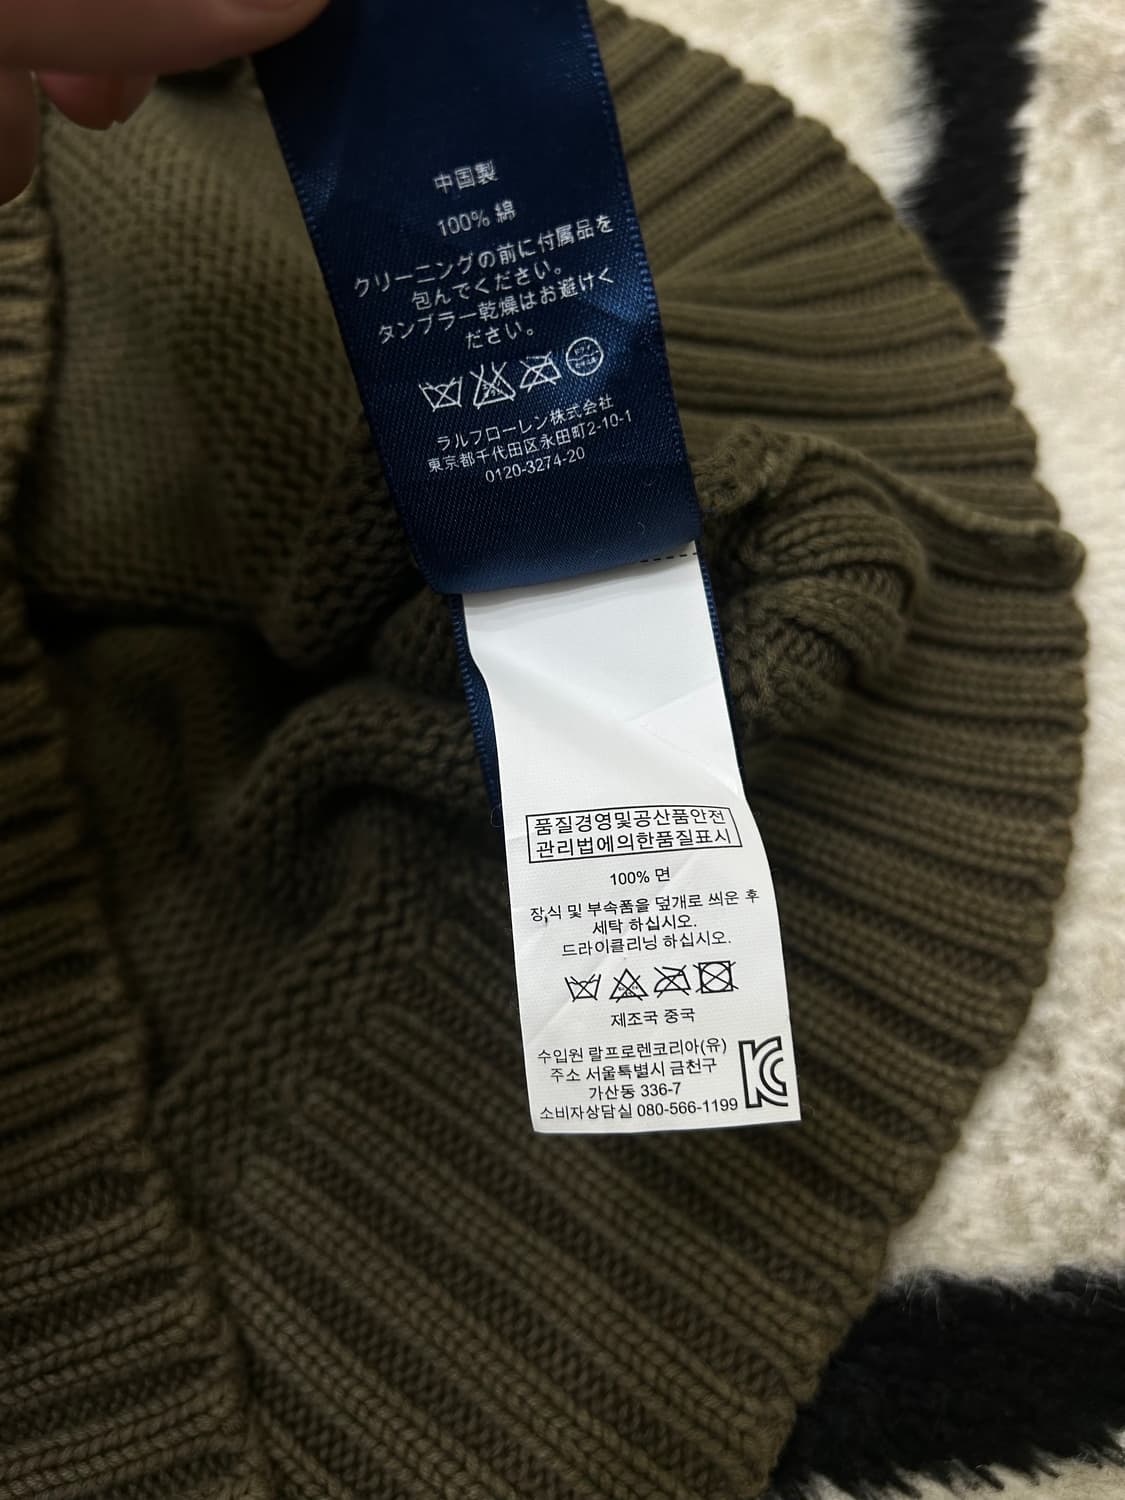 中国製
100% 綿
クリーニングの前に付属品を
包んでください。
タンブラー乾燥はお避けく
ださい。
ラルフローレン株式会社
東京都千代田区永田町2-10-1
0120-3274-20
품질경영및공산품안전
관리법에의한품질표시
100% 면
장,식 및 부속품을 덮개로 씌운 후
세탁 하십시오.
드라이클리닝 하십시오.
제조국 중국
수입원 랄프로렌코리아(유)
주소 서울특별시 금천구
가산동 336-7
소비자상담실 080-566-1199